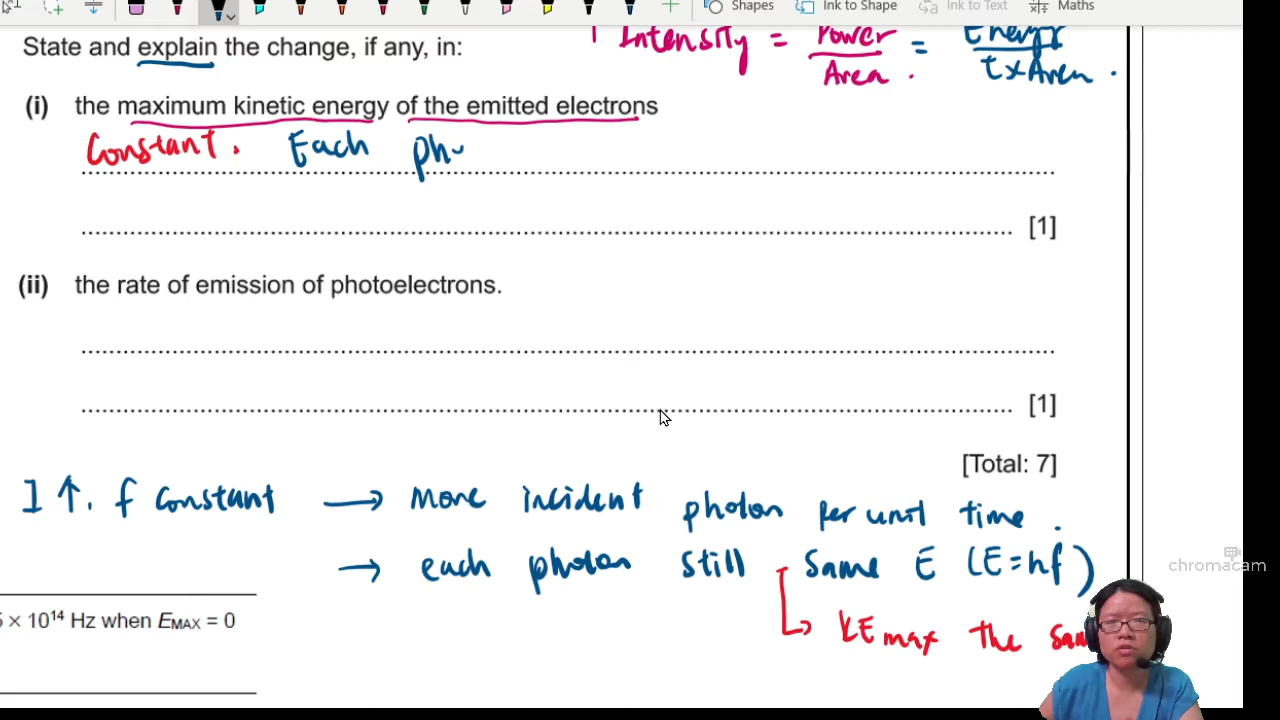 Shapes Ink to Shape Ink to Text Maths
State and explain the change, if any, in:
↑ Intensity = Power / Area = Energy / t x Area .
(i) the maximum kinetic energy of the emitted electrons
Constant. Each pho
[1]
(ii) the rate of emission of photoelectrons.
[1]
[Total: 7]
I ↑. f constant → more incident photon per unit time .
→ each photon still same E (E=hf)
chromacam
5 × 10¹⁴ Hz when EMAX = 0
KEmax the